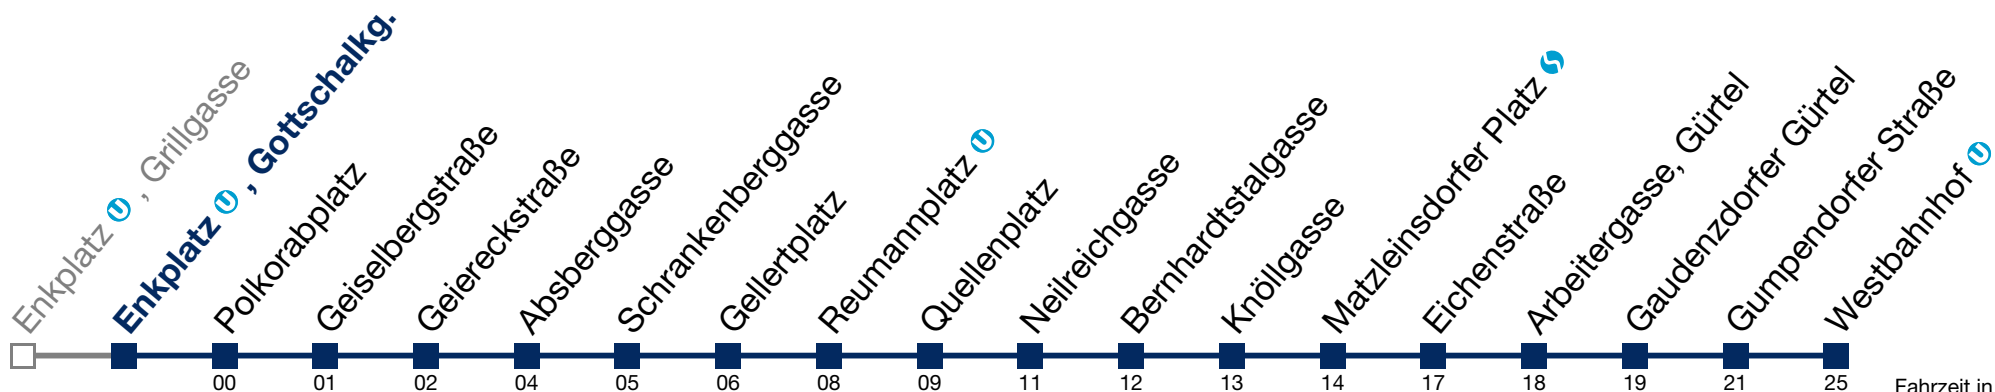 Enkplatz U , Grillgasse
Enkplatz U , Gottschalkg.
Polkorabplatz
Geiselbergstraße
Geiereckstraße
Absberggasse
Schrankenberggasse
Gellertplatz
Reumannplatz U
Quellenplatz
Neilreichgasse
Bernhardtstalgasse
Knöllgasse
Matzleinsdorfer Platz S
Eichenstraße
Arbeitergasse, Gürtel
Gaudenzdorfer Gürtel
Gumpendorfer Straße
Westbahnhof U
00 01 02 04 05 06 08 09 11 12 13 14 17 18 19 21 25 Fahrzeit in